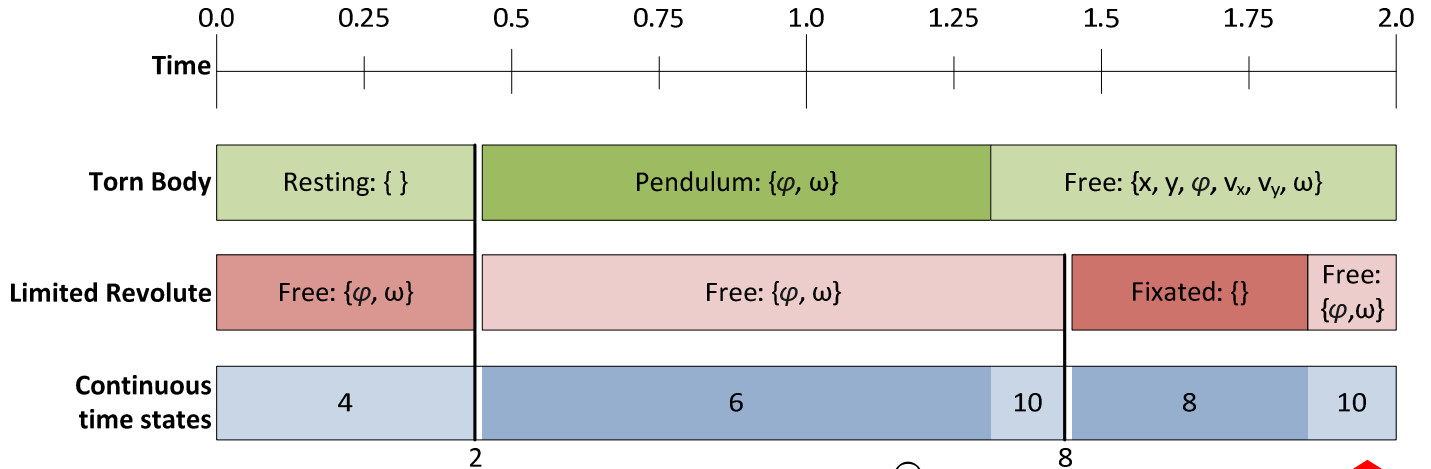 0.0 0.25 0.5 0.75 1.0 1.25 1.5 1.75 2.0
Time
Torn Body
Resting: { }
Pendulum: {φ, ω}
Free: {x, y, φ, vx, vy, ω}
Limited Revolute
Free: {φ, ω}
Free: {φ, ω}
Fixated: {}
Free:
{φ,ω}
Continuous
time states
4 6 10 8 10
2 8